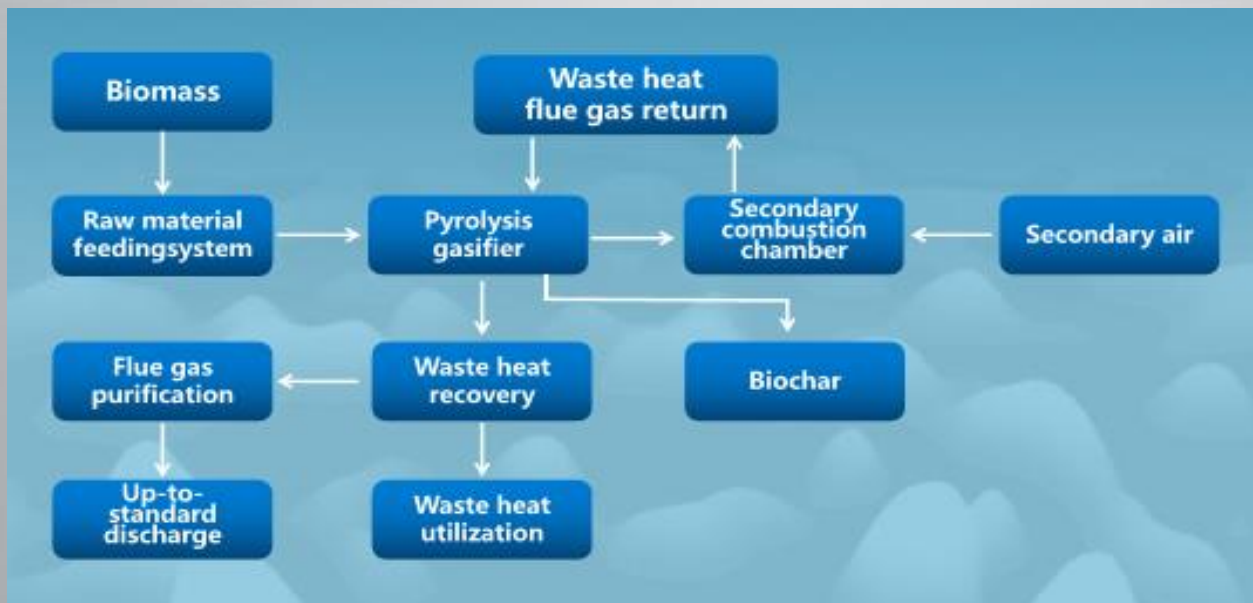 Biomass
Waste heat
flue gas return
Raw material
feedingsystem
Pyrolysis
gasifier
Secondary
combustion
chamber
Secondary air
Flue gas
purification
Waste heat
recovery
Biochar
Up-to-
standard
discharge
Waste heat
utilization